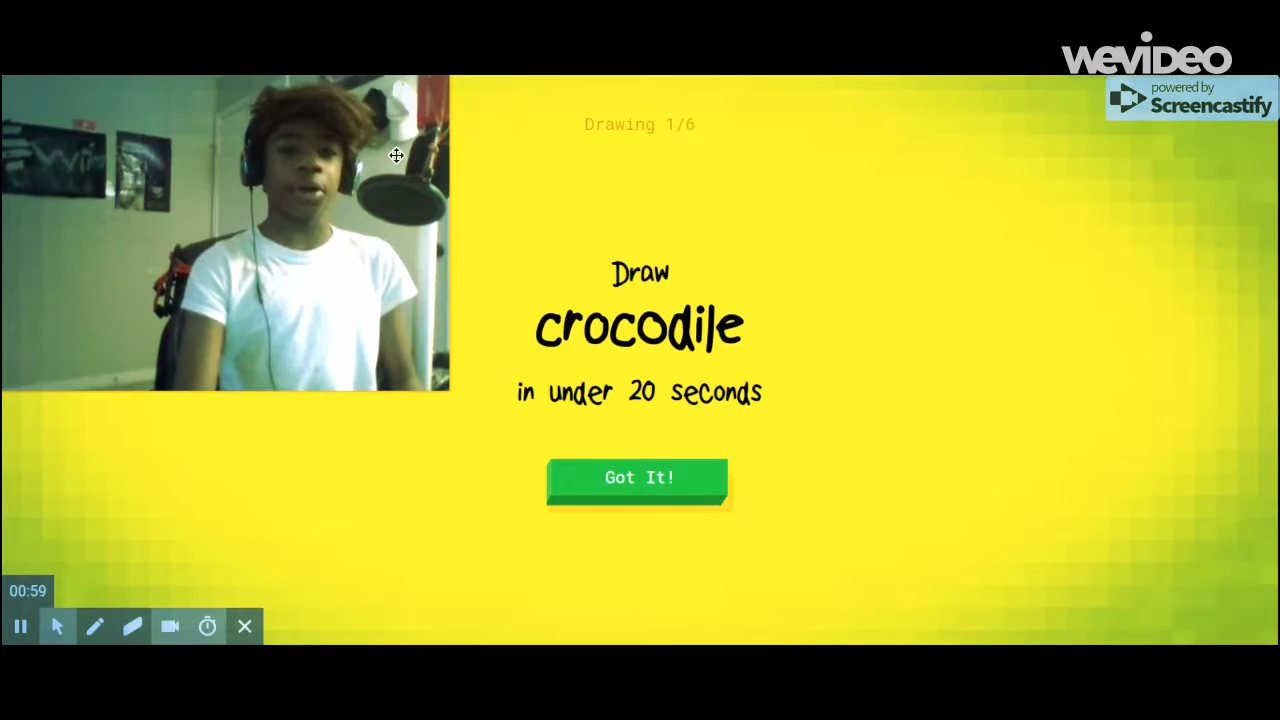 WEVIDEO
powered by
Screencastify
Drawing 1/6
Draw
crocodile
in under 20 seconds
Got It!
00:59